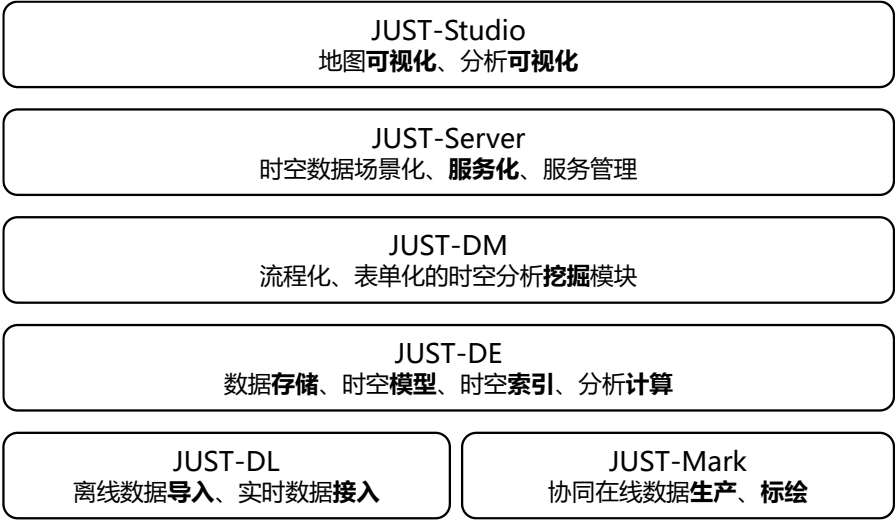 JUST-Studio
地图可视化、分析可视化
JUST-Server
时空数据场景化、服务化、服务管理
JUST-DM
流程化、表单化的时空分析挖掘模块
JUST-DE
数据存储、时空模型、时空索引、分析计算
JUST-DL
离线数据导入、实时数据接入
JUST-Mark
协同在线数据生产、标绘